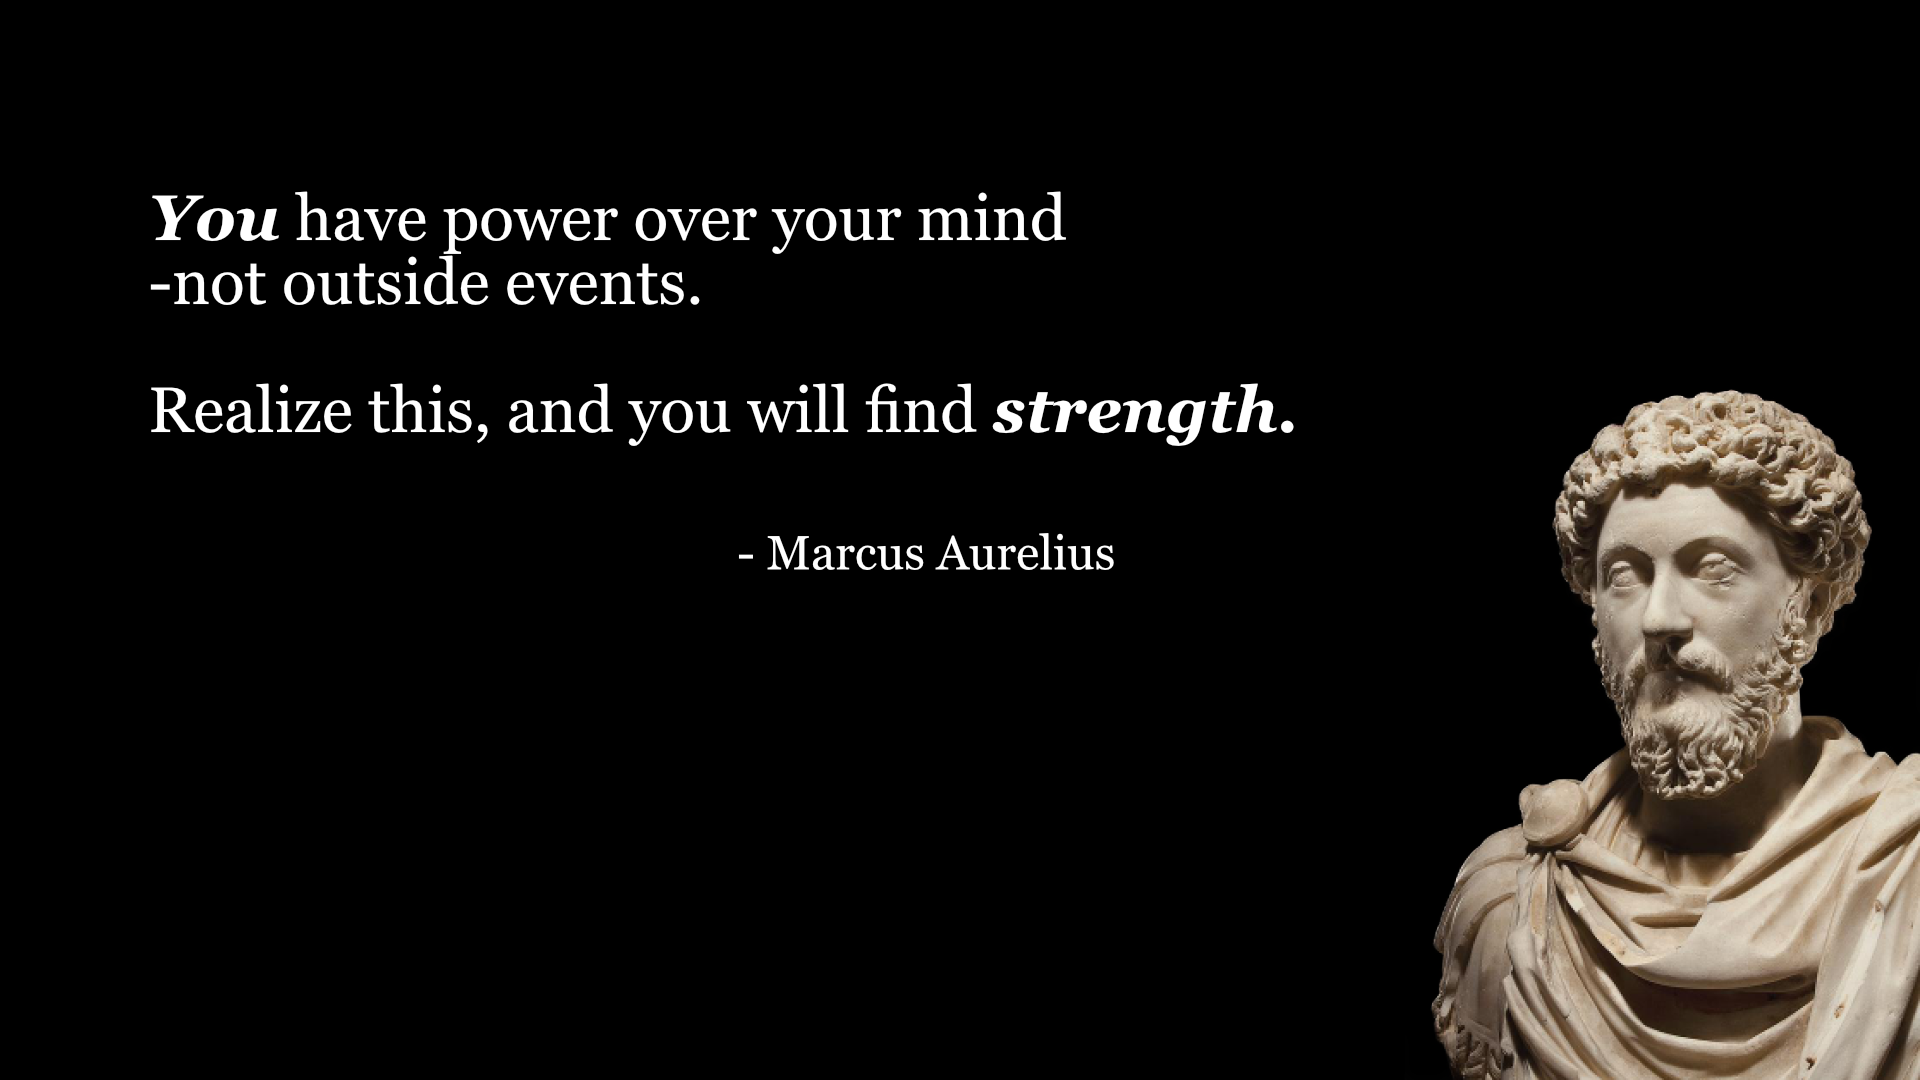 You have power over your mind
-not outside events.
Realize this, and you will find strength.
- Marcus Aurelius